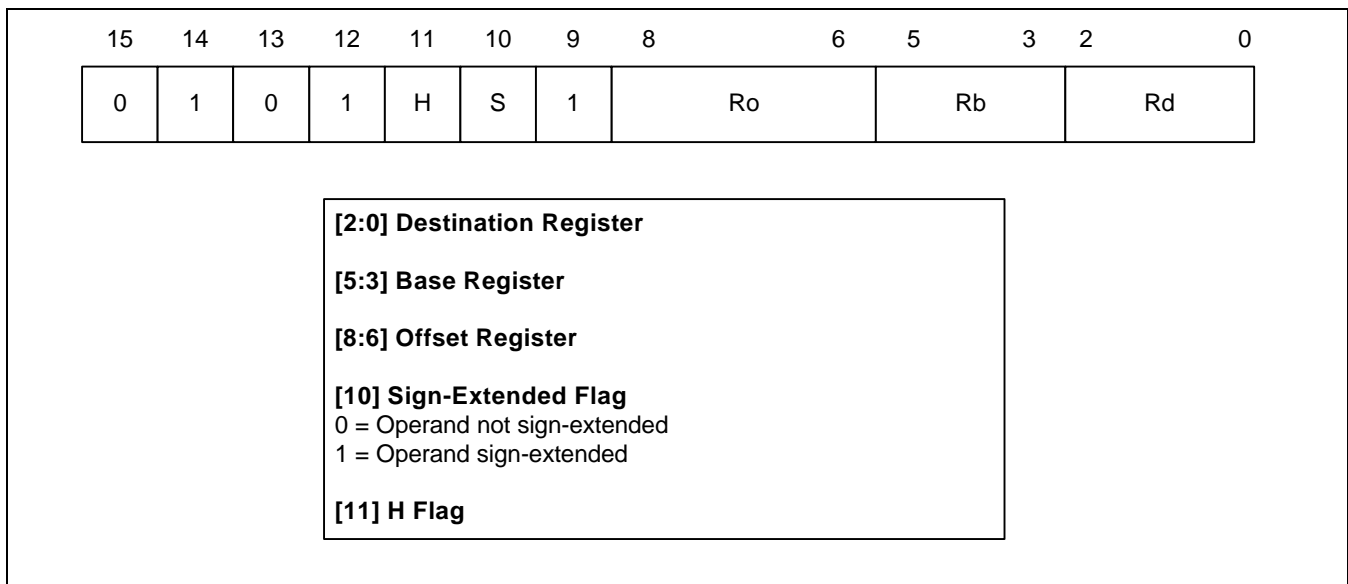 15 14 13 12 11 10 9 8 6 5 3 2 0
0 1 0 1 H S 1 Ro Rb Rd
[2:0] Destination Register
[5:3] Base Register
[8:6] Offset Register
[10] Sign-Extended Flag
0 = Operand not sign-extended
1 = Operand sign-extended
[11] H Flag